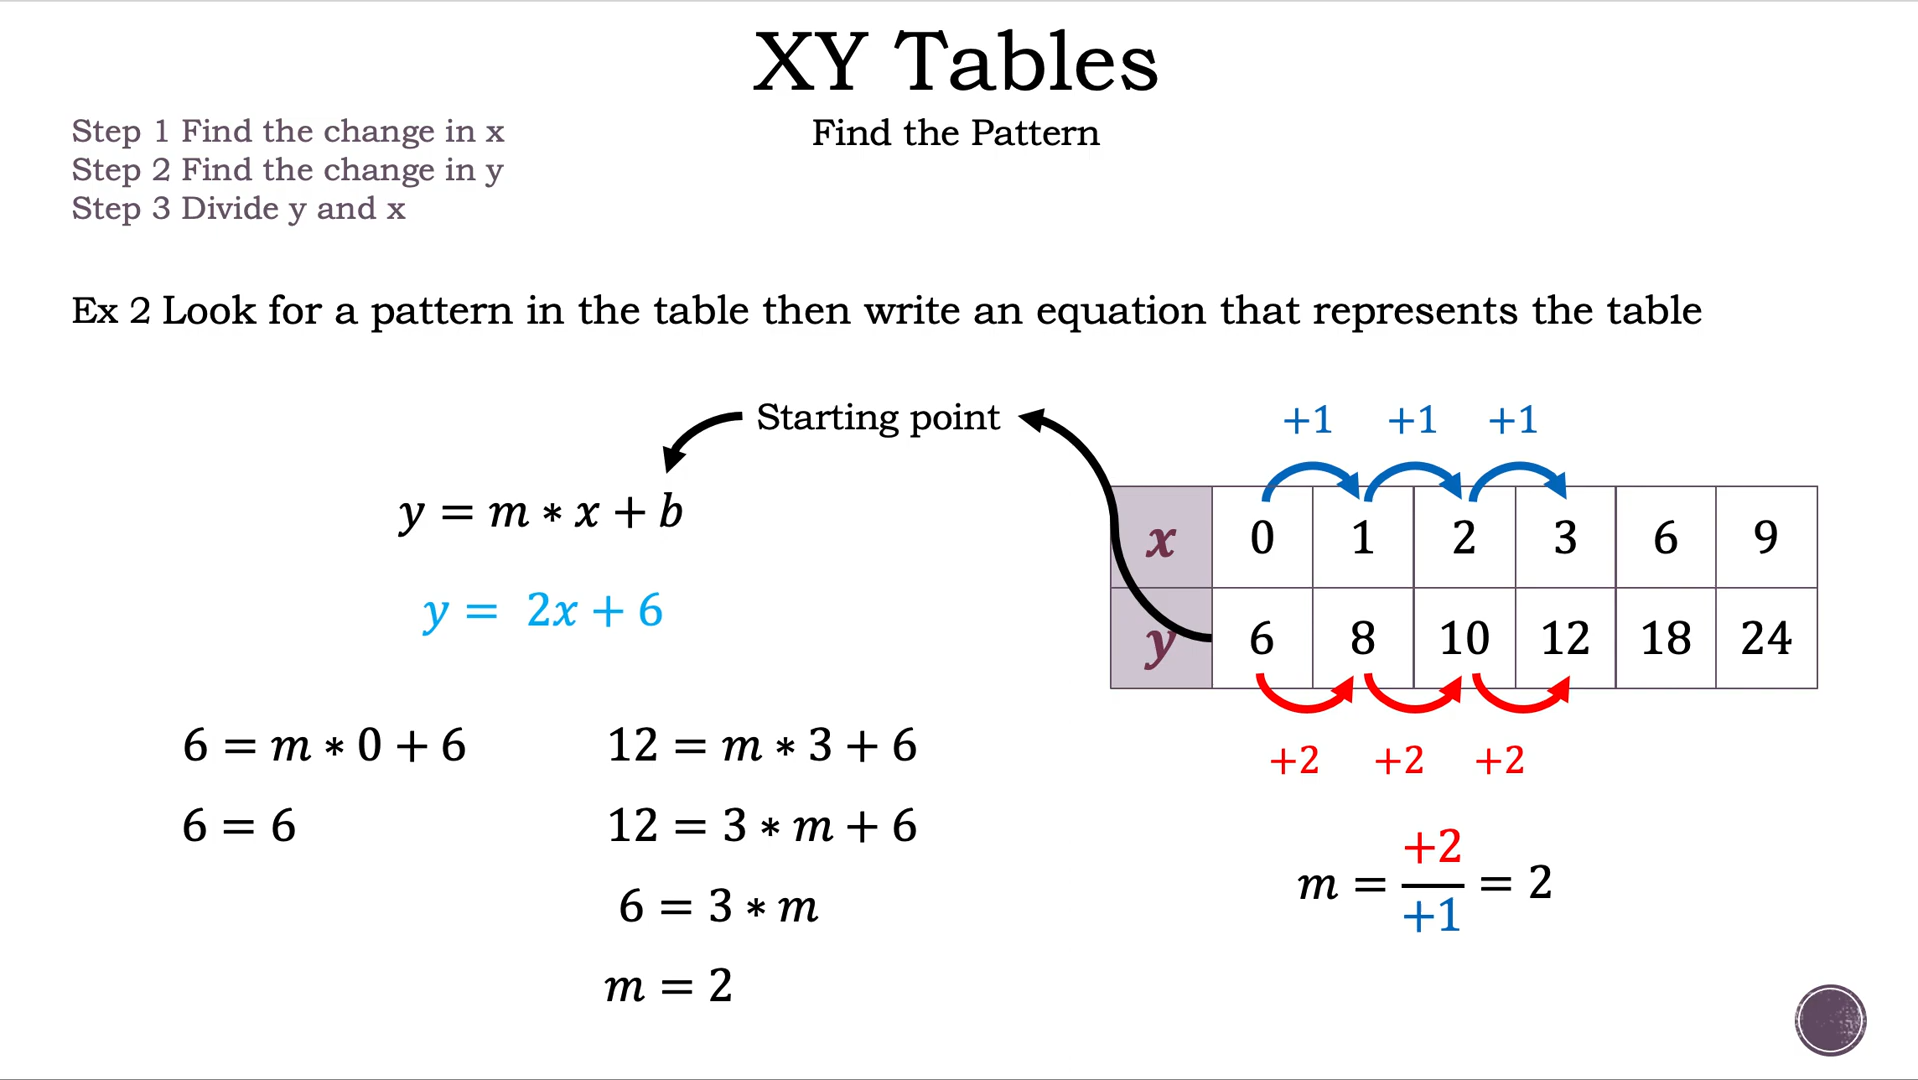 XY Tables
Find the Pattern
Step 1 Find the change in x
Step 2 Find the change in y
Step 3 Divide y and x
Ex 2 Look for a pattern in the table then write an equation that represents the table
Starting point
y = m * x + b
y = 2x + 6
6 = m * 0 + 6
6 = 6
12 = m * 3 + 6
12 = 3 * m + 6
6 = 3 * m
m = 2
+1 +1 +1
x 0 1 2 3 6 9
y 6 8 10 12 18 24
+2 +2 +2
+2
m = = 2
+1